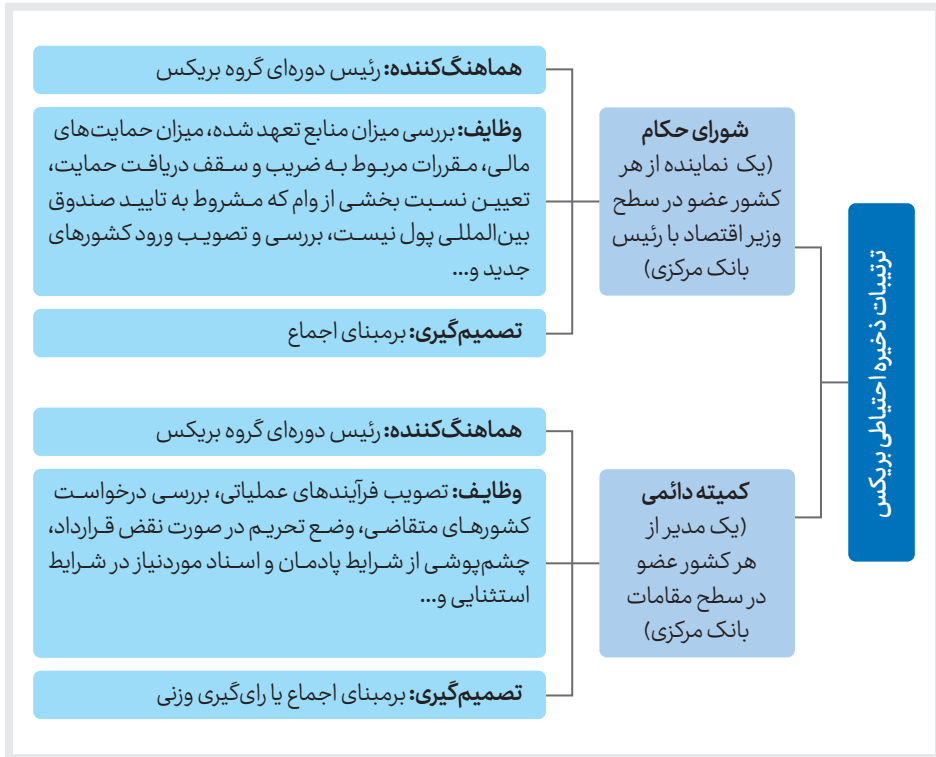 ترتیبات ذخیره احتیاطی بریکس
شورای حکام
(یک نماینده از هر
کشور عضو در سطح
وزیر اقتصاد با رئیس
بانک مرکزی)
هماهنگ‌کننده: رئیس دوره‌ای گروه بریکس
وظایف: بررسی میزان منابع تعهد شده، میزان حمایت‌های
مالی، مقررات مربوط به ضریب و سقف دریافت حمایت،
تعیین نسبت بخشی از وام که مشروط به تایید صندوق
بین‌المللی پول نیست، بررسی و تصویب ورود کشورهای
جدید و...
تصمیم‌گیری: برمبنای اجماع
کمیته دائمی
(یک مدیر از
هر کشور عضو
در سطح مقامات
بانک مرکزی)
هماهنگ‌کننده: رئیس دوره‌ای گروه بریکس
وظایف: تصویب فرآیندهای عملیاتی، بررسی درخواست
کشورهای متقاضی، وضع تحریم در صورت نقض قرارداد،
چشم‌پوشی از شرایط پادمان و اسناد موردنیاز در شرایط
استثنایی و...
تصمیم‌گیری: برمبنای اجماع یا رای‌گیری وزنی